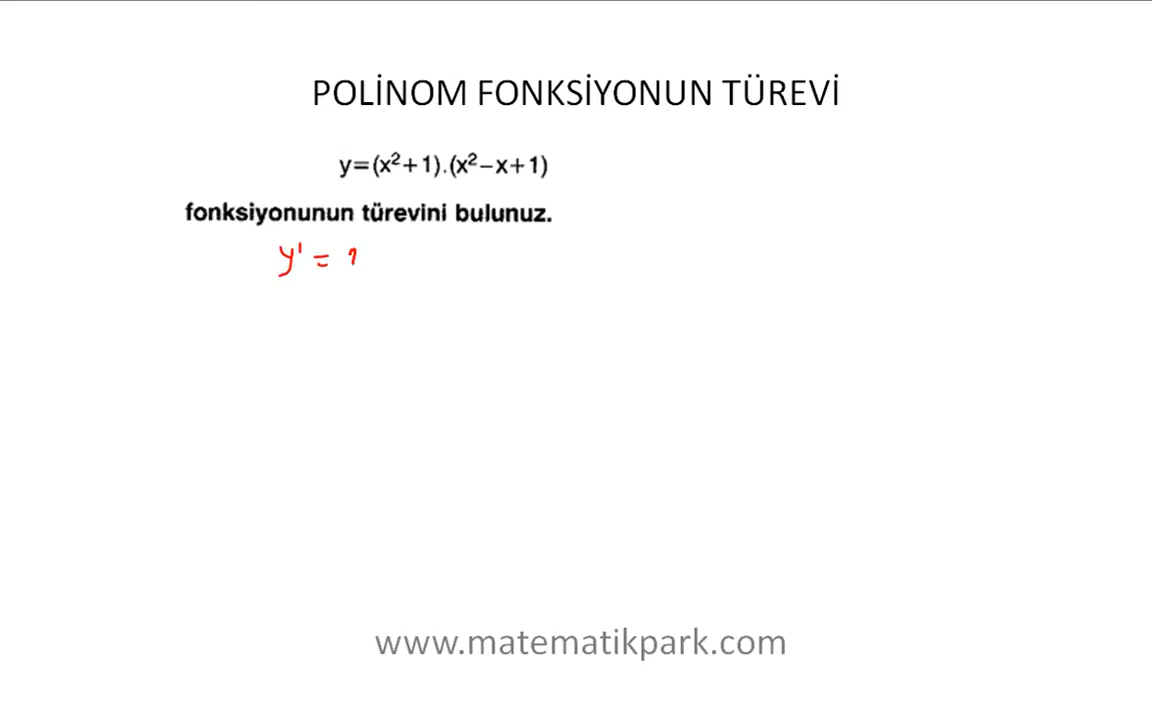 POLİNOM FONKSİYONUN TÜREVİ
y=(x²+1).(x²−x+1)
fonksiyonunun türevini bulunuz.
y' =
www.matematikpark.com